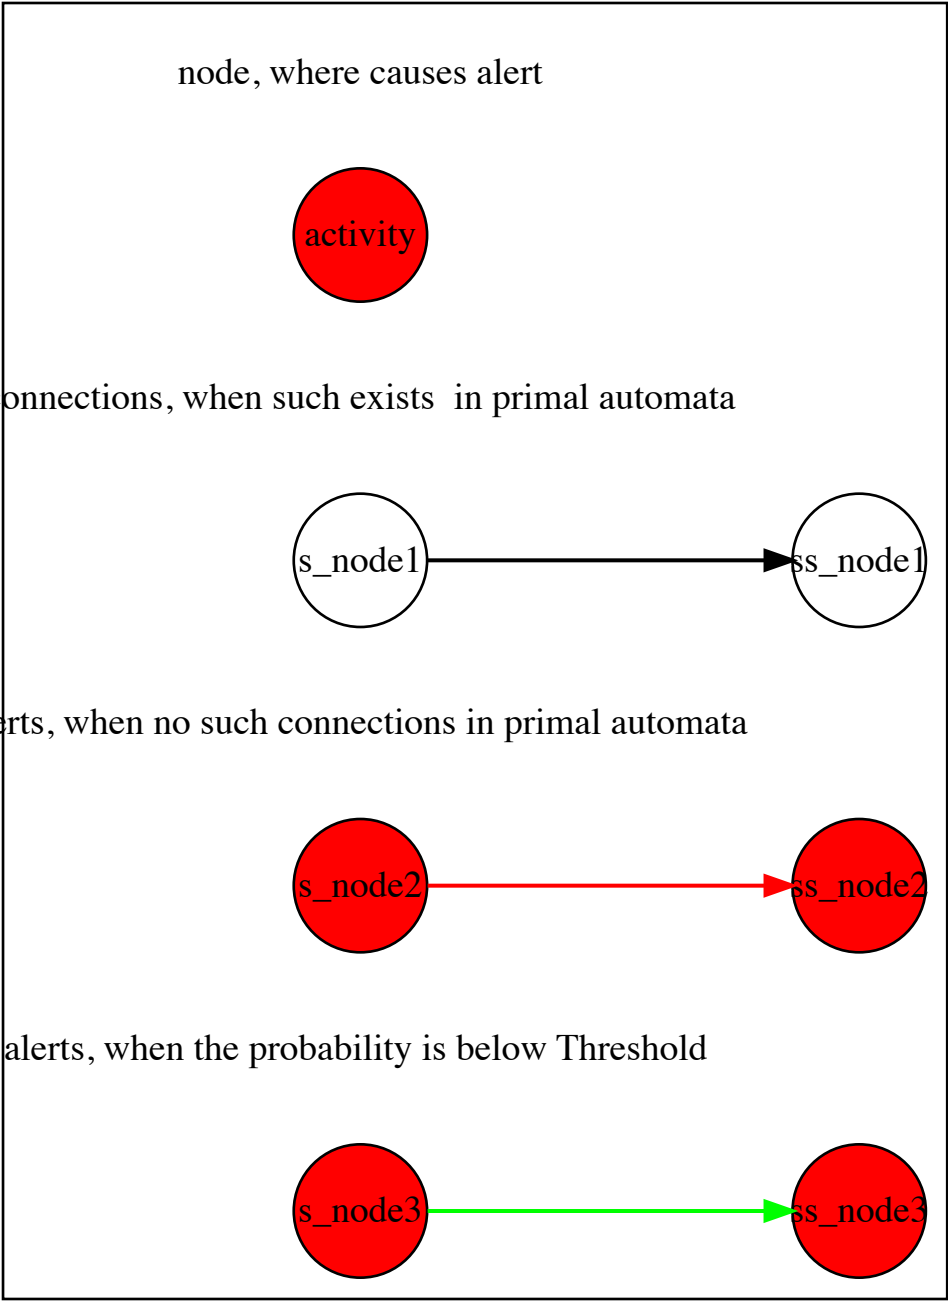 node, where causes alert
activity
onnections, when such exists  in primal automata
s_node1 ss_node1
erts, when no such connections in primal automata
s_node2 ss_node2
alerts, when the probability is below Threshold
s_node3 ss_node3